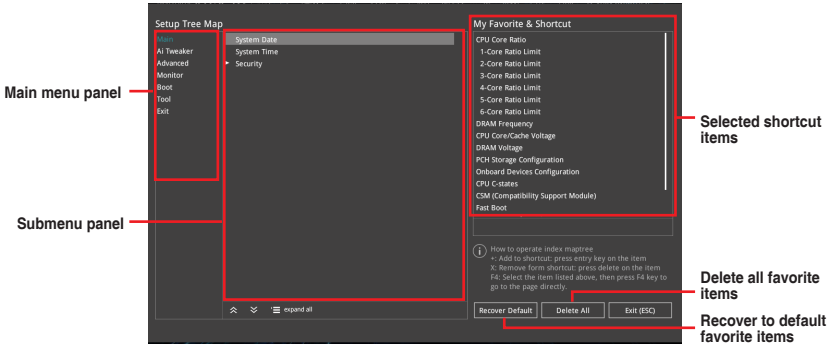 Setup Tree Map
My Favorite & Shortcut
Main
Ai Tweaker
Advanced
Monitor
Boot
Tool
Exit
System Date
System Time
Security
CPU Core Ratio
1-Core Ratio Limit
2-Core Ratio Limit
3-Core Ratio Limit
4-Core Ratio Limit
5-Core Ratio Limit
6-Core Ratio Limit
DRAM Frequency
CPU Core/Cache Voltage
DRAM Voltage
PCH Storage Configuration
Onboard Devices Configuration
CPU C-states
CSM (Compatibility Support Module)
Fast Boot
Main menu panel
Selected shortcut
items
Submenu panel
How to operate index maptree
+: Add to shortcut: press entry key on the item
X: Remove form shortcut: press delete on the item
F4: Select the item listed above, then press F4 key to
go to the page directly.
Delete all favorite
items
expand all
Recover Default
Delete All
Exit (ESC)
Recover to default
favorite items